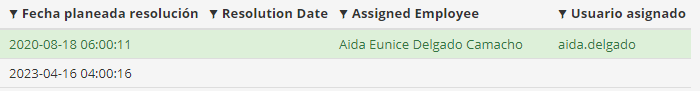 Fecha planeada resolución Resolution Date Assigned Employee Usuario asignado
2020-08-18 06:00:11 Aida Eunice Delgado Camacho aida.delgado
2023-04-16 04:00:16